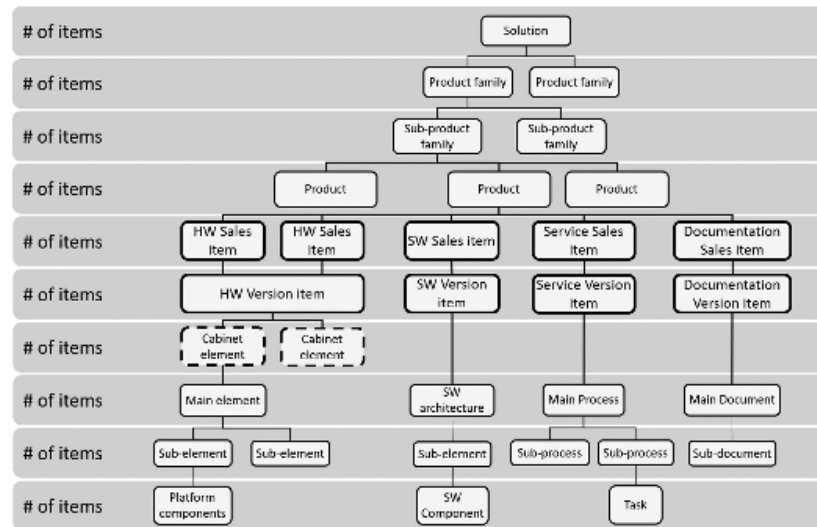 # of items
Solution
# of items
Product family
Product family
# of items
Sub-product
family
Sub-product
family
# of items
Product
Product
Product
# of items
HW Sales
item
HW Sales
item
SW Sales item
Service Sales
item
Documentation
Sales item
# of items
HW Version item
SW Version
item
Service Version
item
Documentation
Version item
# of items
Cabinet
element
Cabinet
element
# of items
Main element
SW
architecture
Main Process
Main Document
# of items
Sub-element
Sub-element
Sub-element
Sub-process
Sub-process
Sub-document
# of items
Platform
components
SW
Component
Task